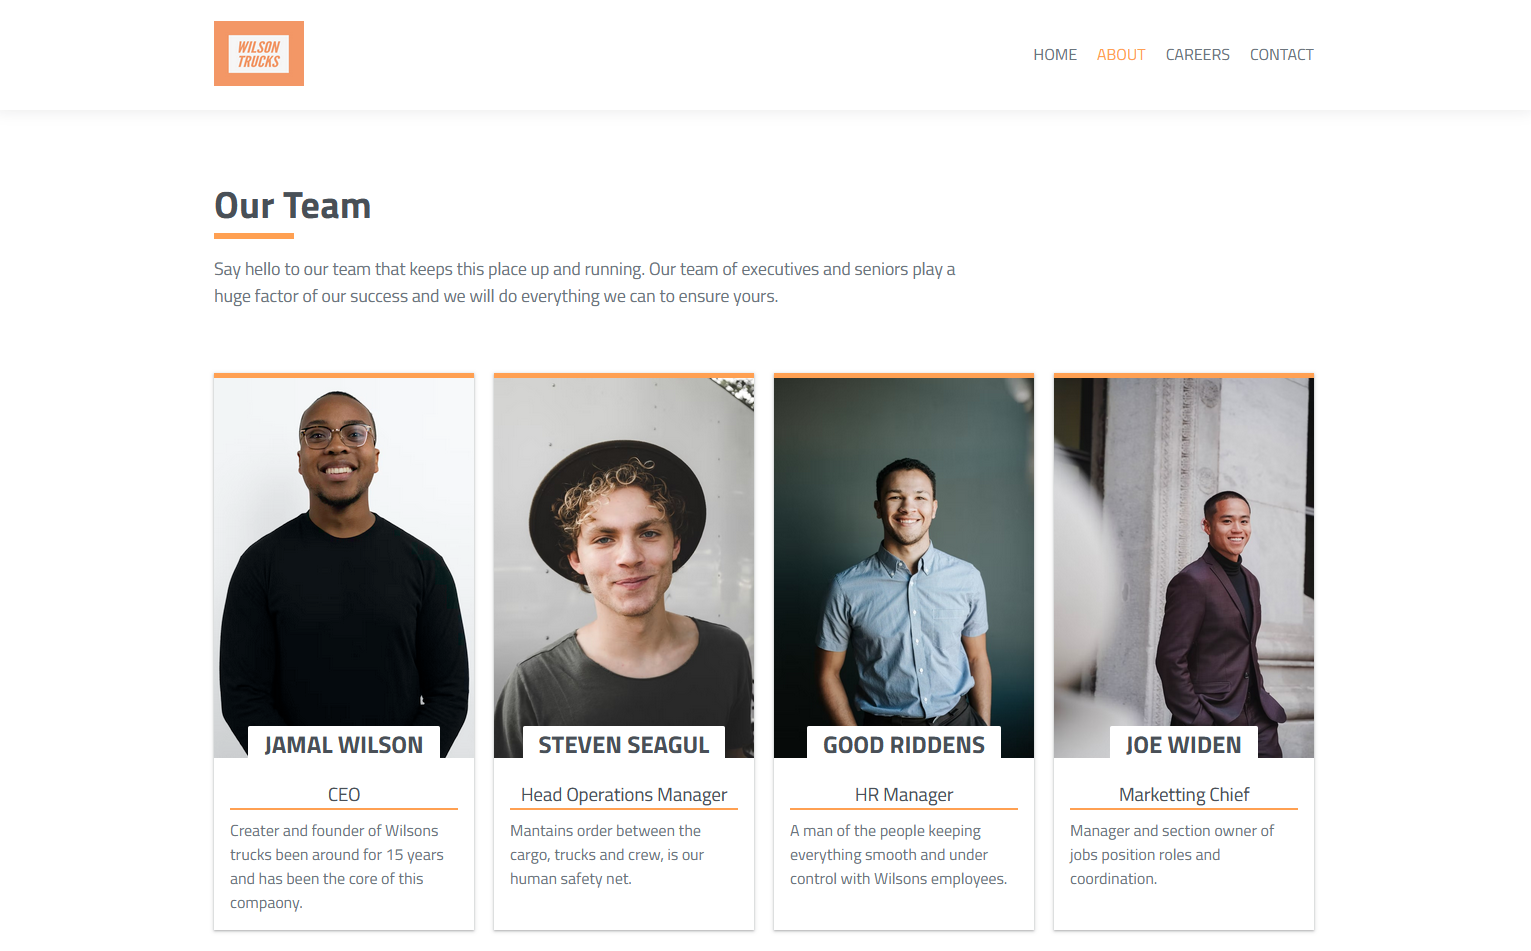 WILSON
TRUCKS
HOME ABOUT CAREERS CONTACT
Our Team
Say hello to our team that keeps this place up and running. Our team of executives and seniors play a
huge factor of our success and we will do everything we can to ensure yours.
JAMAL WILSON
CEO
Creater and founder of Wilsons
trucks been around for 15 years
and has been the core of this
compaony.
STEVEN SEAGUL
Head Operations Manager
Mantains order between the
cargo, trucks and crew, is our
human safety net.
GOOD RIDDENS
HR Manager
A man of the people keeping
everything smooth and under
control with Wilsons employees.
JOE WIDEN
Marketting Chief
Manager and section owner of
jobs position roles and
coordination.